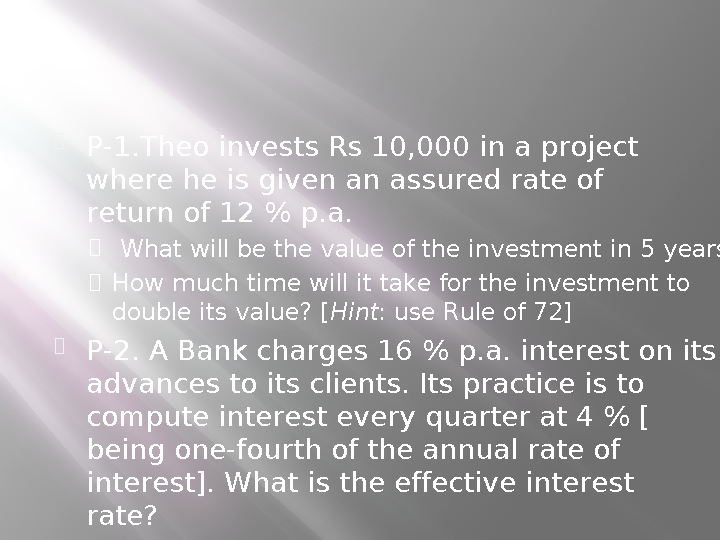 P-1.Theo invests Rs 10,000 in a project
where he is given an assured rate of
return of 12 % p.a.
What will be the value of the investment in 5 years
How much time will it take for the investment to
double its value? [Hint: use Rule of 72]
P-2. A Bank charges 16 % p.a. interest on its
advances to its clients. Its practice is to
compute interest every quarter at 4 % [
being one-fourth of the annual rate of
interest]. What is the effective interest
rate?